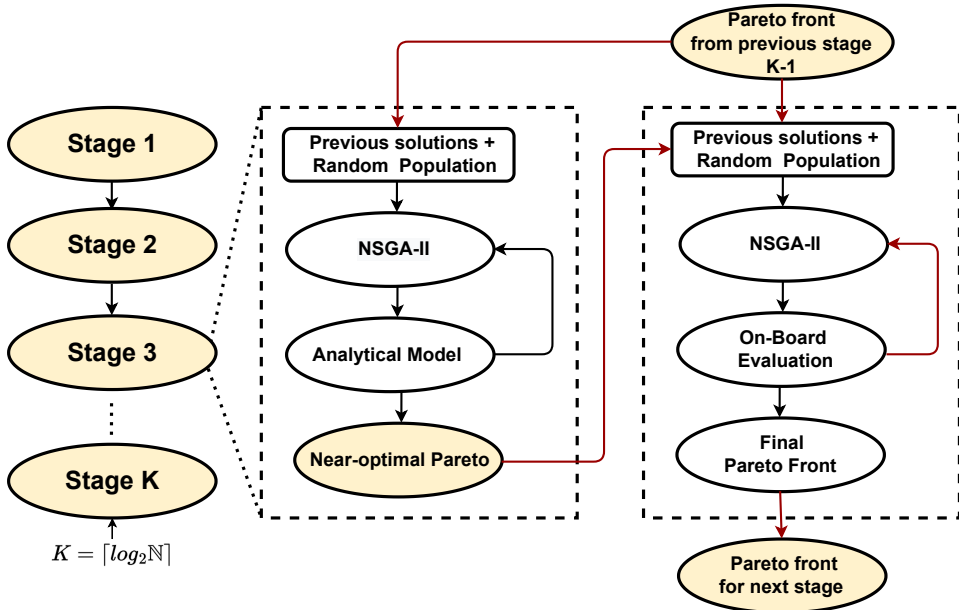 Stage 1
Stage 2
Stage 3
Stage K
K = ⌈log₂ℕ⌉
Previous solutions +
Random Population
NSGA-II
Analytical Model
Near-optimal Pareto
Pareto front
from previous stage
K-1
Previous solutions +
Random Population
NSGA-II
On-Board
Evaluation
Final
Pareto Front
Pareto front
for next stage